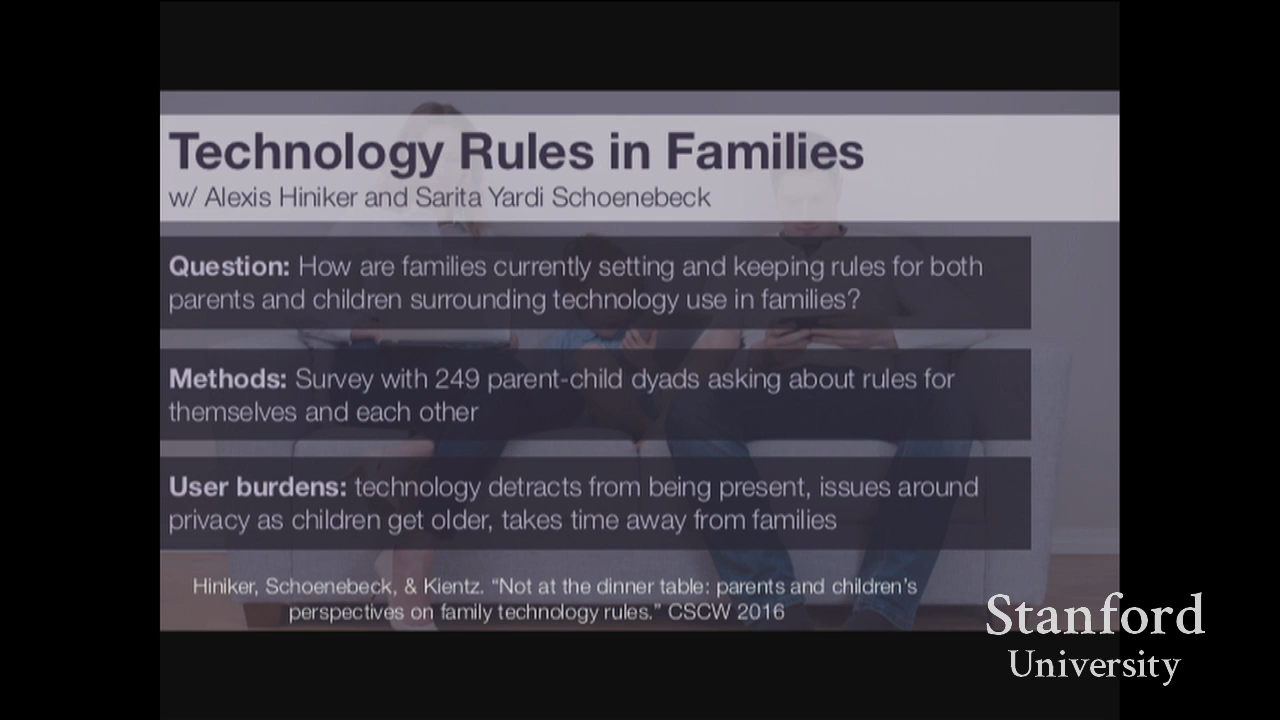 Technology Rules in Families
w/ Alexis Hiniker and Sarita Yardi Schoenebeck
Question: How are families currently setting and keeping rules for both
parents and children surrounding technology use in families?
Methods: Survey with 249 parent-child dyads asking about rules for
themselves and each other
User burdens: technology detracts from being present, issues around
privacy as children get older, takes time away from families
Hiniker, Schoenebeck, & Kientz. “Not at the dinner table: parents and children’s
perspectives on family technology rules.” CSCW 2016
Stanford
University